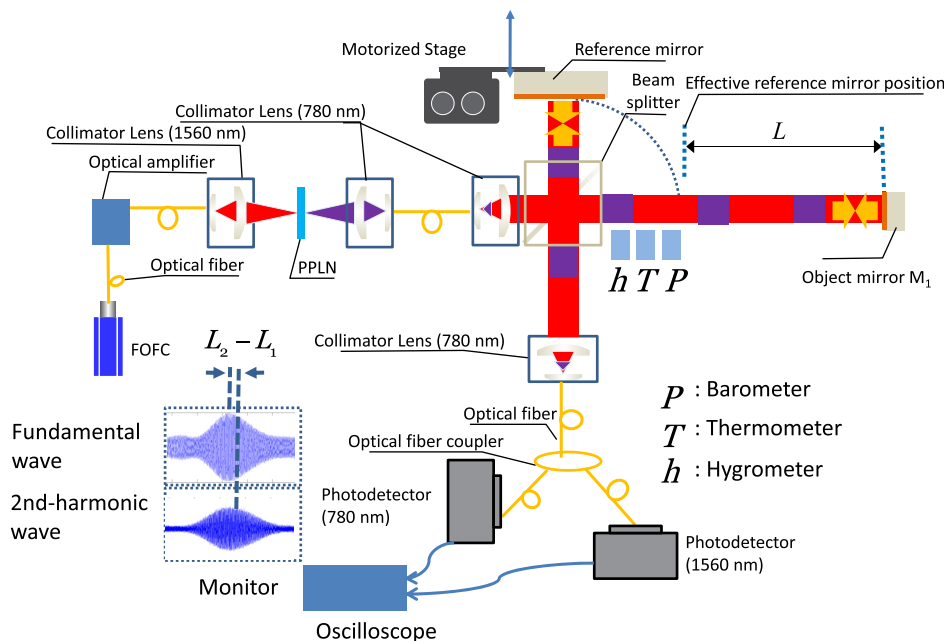 Motorized Stage
Reference mirror
Beam
splitter
Effective reference mirror position
Collimator Lens (780 nm)
Collimator Lens (1560 nm)
Optical amplifier
L
Optical fiber
PPLN
h T P
Object mirror M1
FOFC
L2 − L1
Collimator Lens (780 nm)
P : Barometer
T : Thermometer
h : Hygrometer
Optical fiber
Optical fiber coupler
Fundamental
wave
2nd-harmonic
wave
Photodetector
(780 nm)
Photodetector
(1560 nm)
Monitor
Oscilloscope